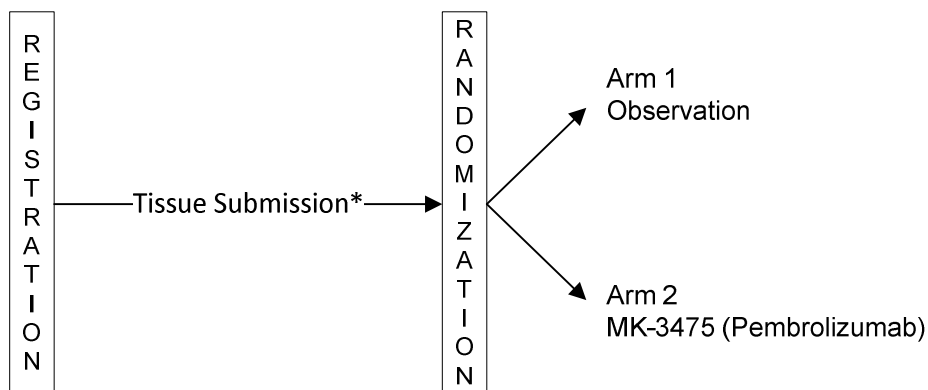 REGISTRATION
Tissue Submission*
RANDOMIZATION
Arm 1
Observation
Arm 2
MK-3475 (Pembrolizumab)